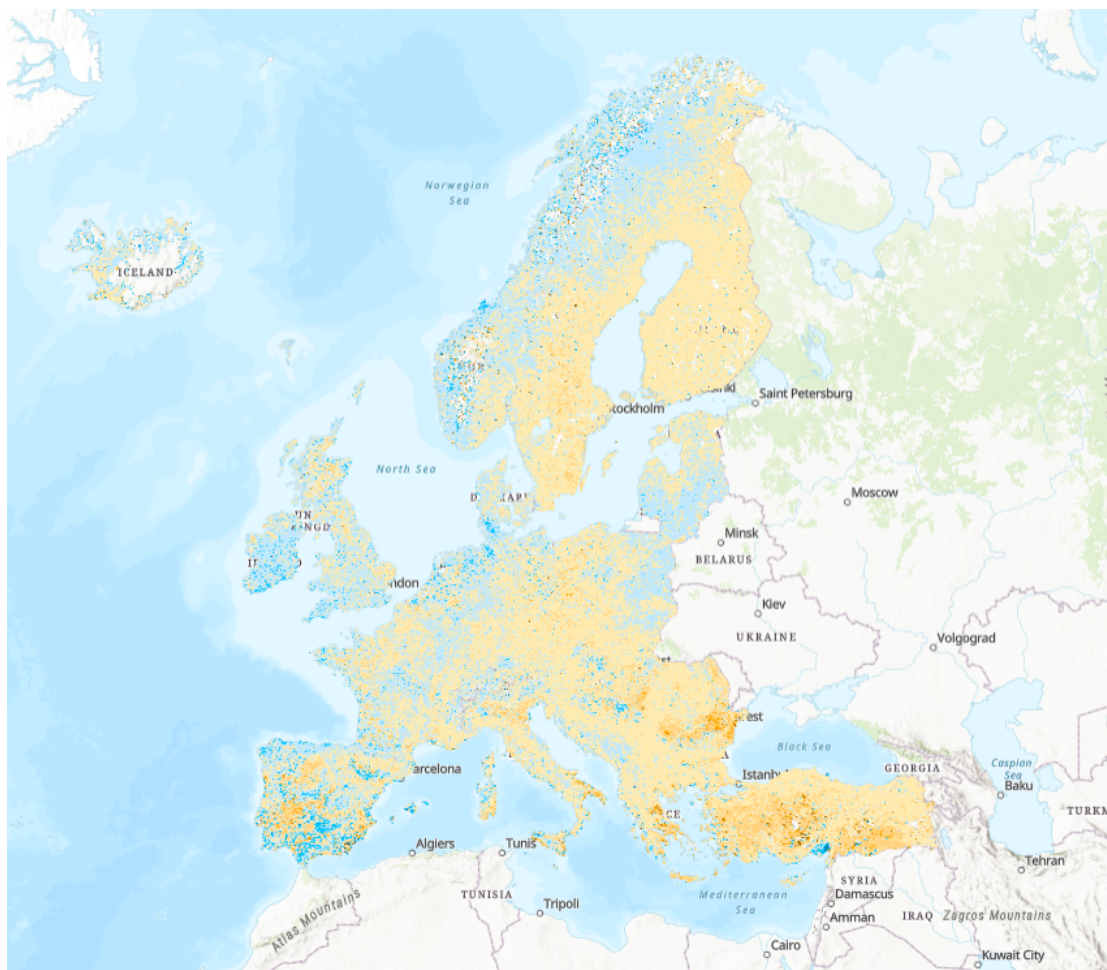 Norwegian
Sea
ICELAND
Saint Petersburg
Stockholm
North Sea
Moscow
Minsk
BELARUS
Kiev
UKRAINE
Volgograd
Black Sea
GEORGIA
Caspian
Sea
Baku
Algiers
Tunis
TUNISIA
Tripoli
Mediterranean
Sea
SYRIA
Damascus
Amman
IRAQ
Zagros Mountains
Tehran
Atlas Mountains
Cairo
Kuwait City